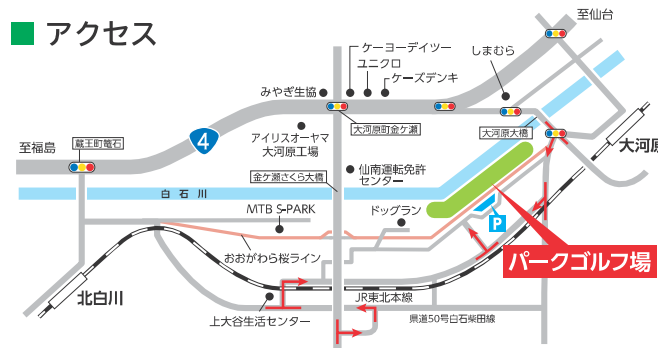 アクセス
至仙台
ケーヨーデイツー
ユニクロ
ケーズデンキ
しまむら
みやぎ生協
大河原町金ケ瀬
大河原大橋
アイリスオーヤマ
大河原工場
4
蔵王町竜石
至福島
大河原
仙南運転免許
センター
金ケ瀬さくら大橋
白石川
MTB S-PARK
ドッグラン
P
おおがわら桜ライン
パークゴルフ場
北白川
上大谷生活センター
JR東北本線
県道50号白石柴田線